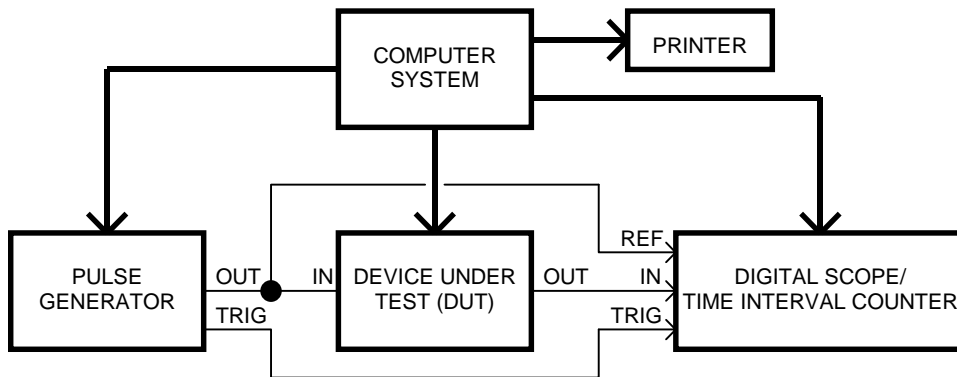 COMPUTER
SYSTEM
PRINTER
REF
PULSE
GENERATOR
OUT
TRIG
IN
DEVICE UNDER
TEST (DUT)
OUT
IN
TRIG
DIGITAL SCOPE/
TIME INTERVAL COUNTER